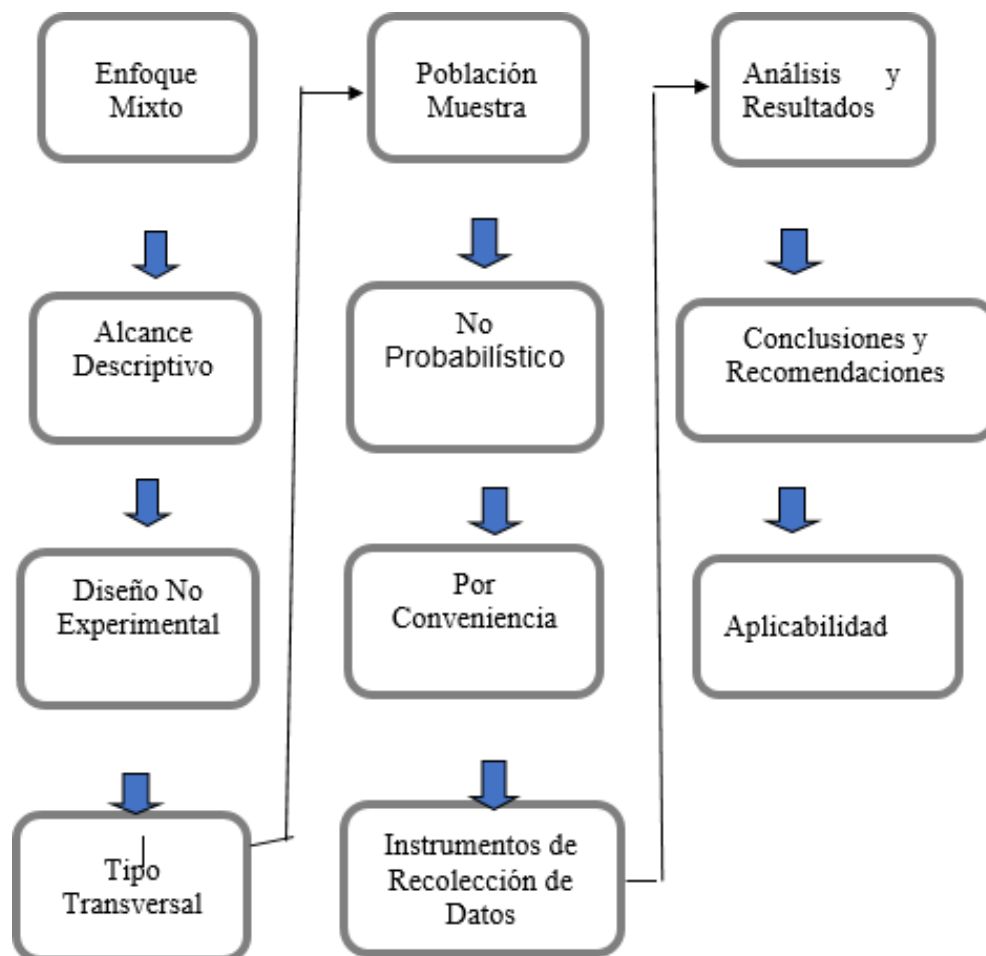 Enfoque
Mixto
Alcance
Descriptivo
Diseño No
Experimental
Tipo
Transversal
Población
Muestra
No
Probabilístico
Por
Conveniencia
Instrumentos de
Recolección de
Datos
Análisis y
Resultados
Conclusiones y
Recomendaciones
Aplicabilidad